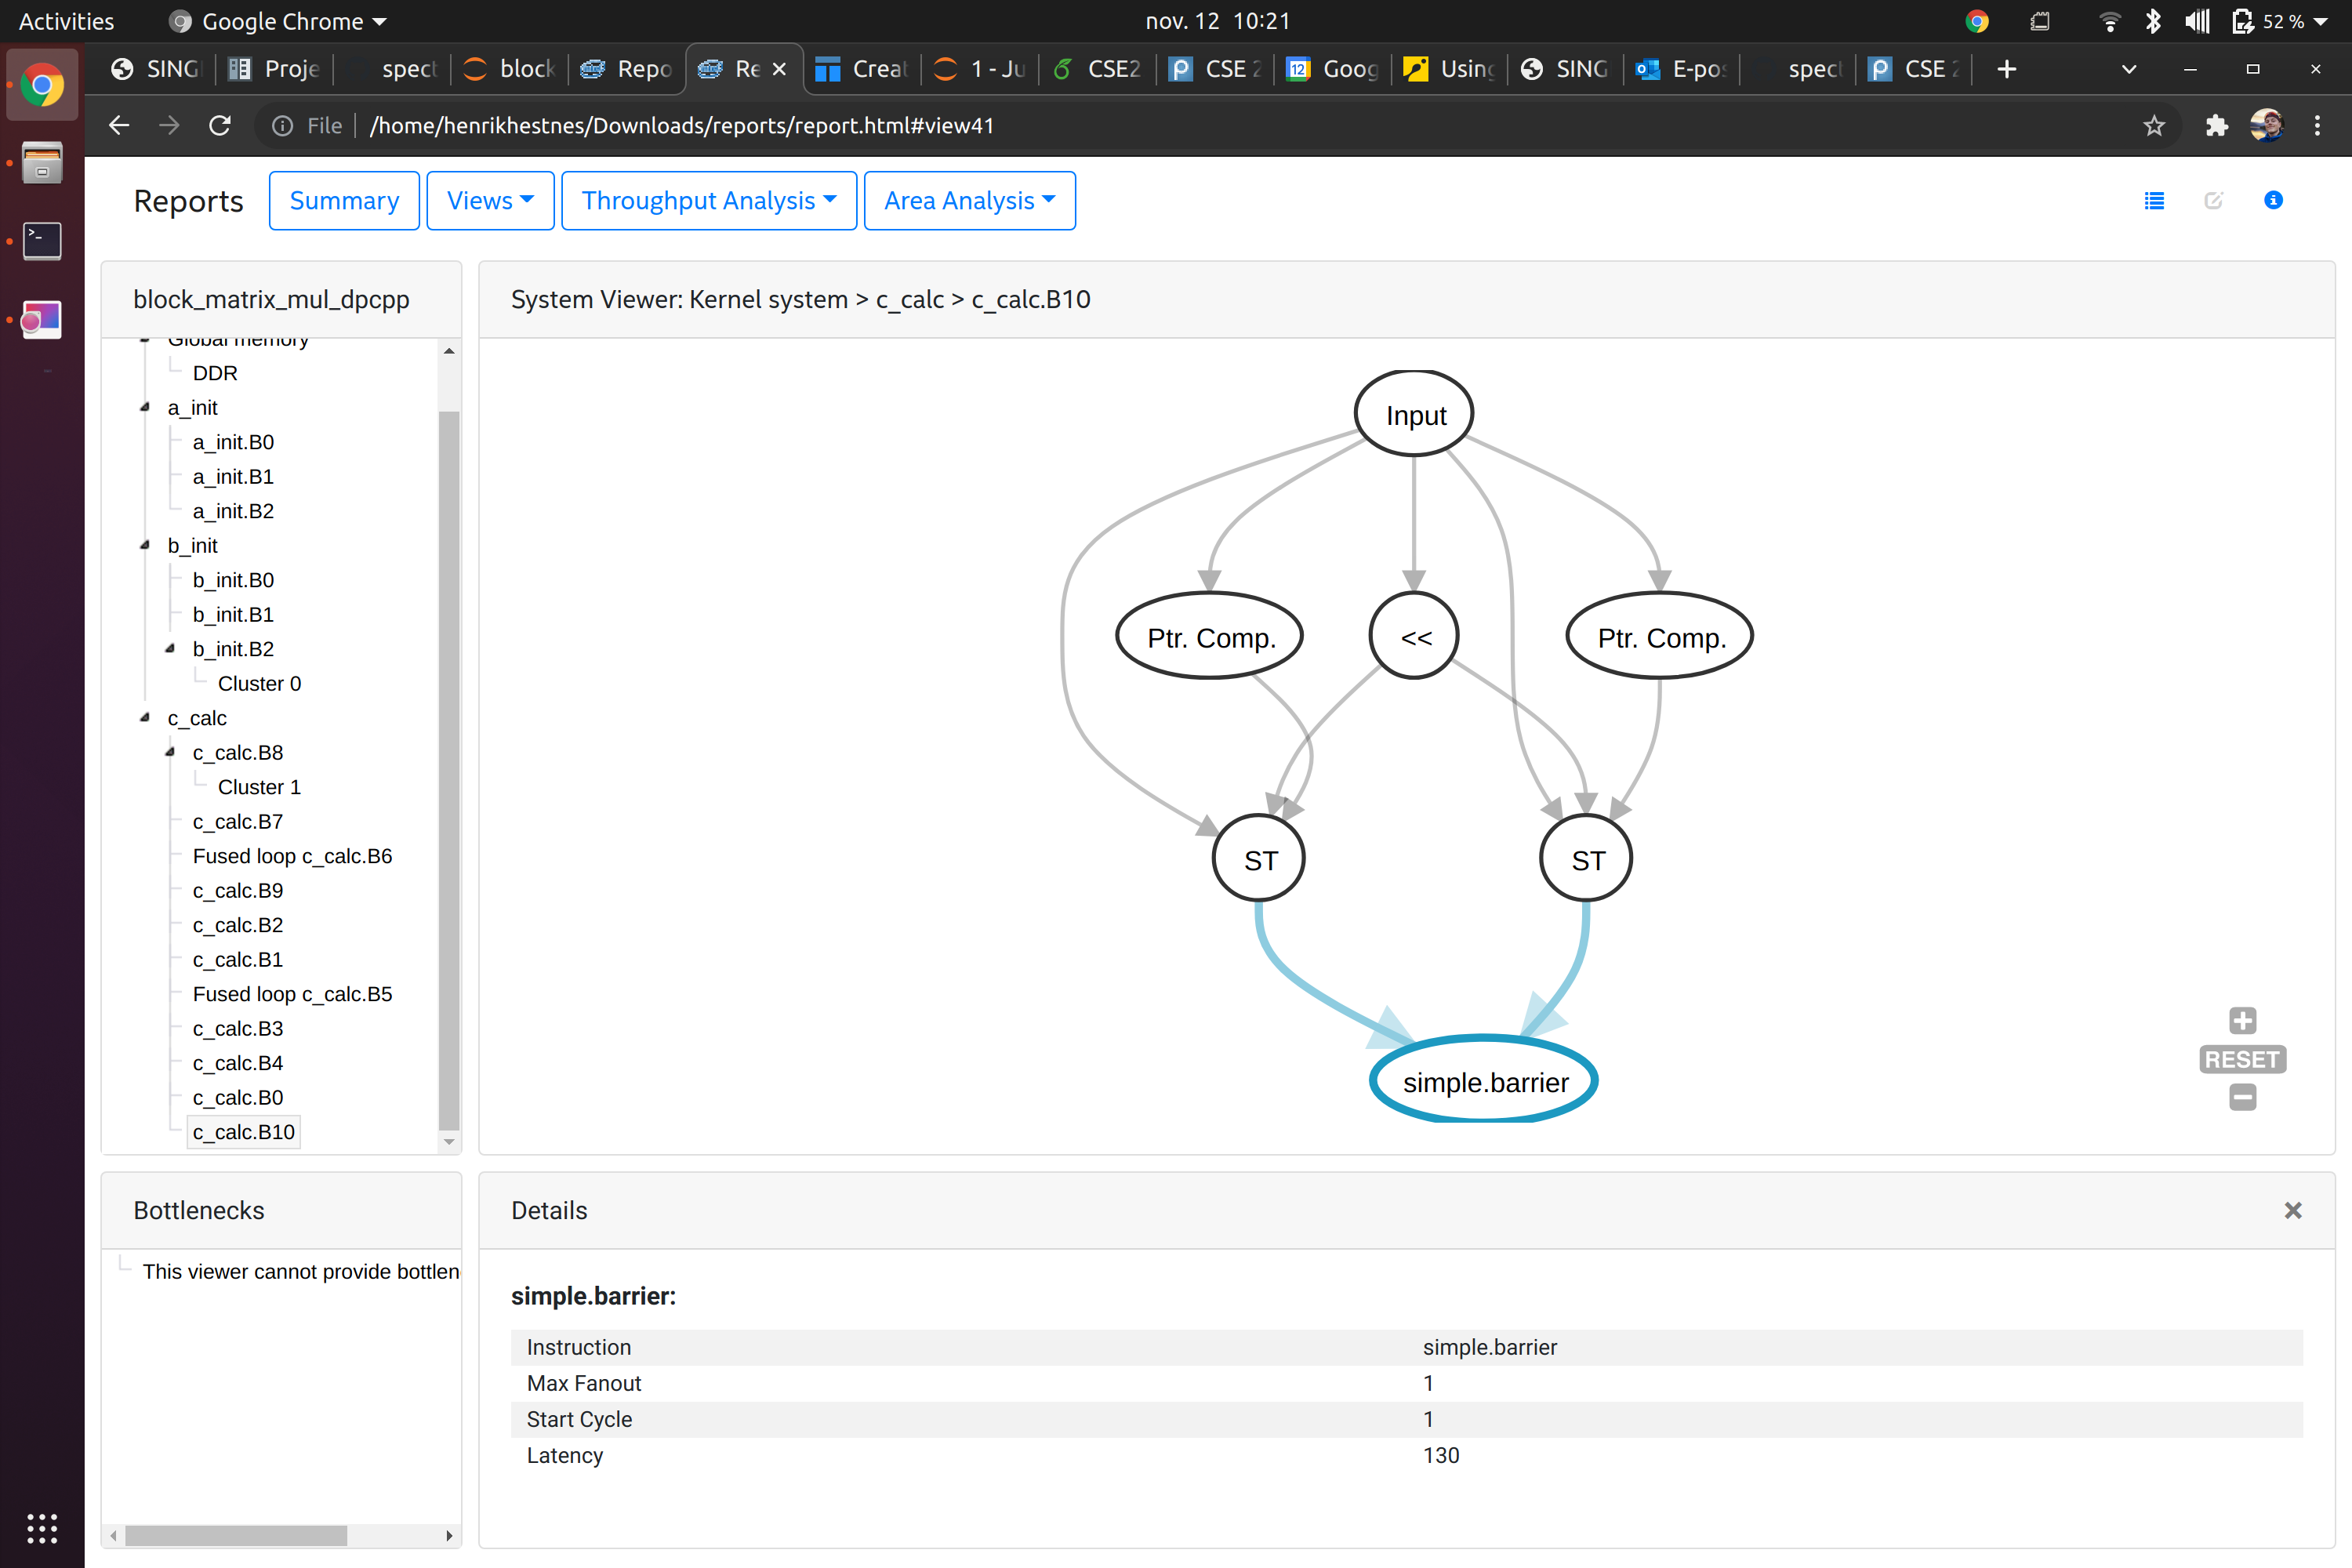 Activities Google Chrome nov. 12 10:21 52 %
SING Proje spect block Repo Re Creat 1 - Ju CSE2 CSE 2 12 Goog Using SING E-pos spect CSE 2
File /home/henrikhestnes/Downloads/reports/report.html#view41
Reports Summary Views Throughput Analysis Area Analysis
block_matrix_mul_dpcpp
Global memory
DDR
a_init
a_init.B0
a_init.B1
a_init.B2
b_init
b_init.B0
b_init.B1
b_init.B2
Cluster 0
c_calc
c_calc.B8
Cluster 1
c_calc.B7
Fused loop c_calc.B6
c_calc.B9
c_calc.B2
c_calc.B1
Fused loop c_calc.B5
c_calc.B3
c_calc.B4
c_calc.B0
c_calc.B10
System Viewer: Kernel system > c_calc > c_calc.B10
Input
Ptr. Comp. << Ptr. Comp.
ST ST
simple.barrier
RESET
Bottlenecks
This viewer cannot provide bottlen
Details
simple.barrier:
Instruction simple.barrier
Max Fanout 1
Start Cycle 1
Latency 130